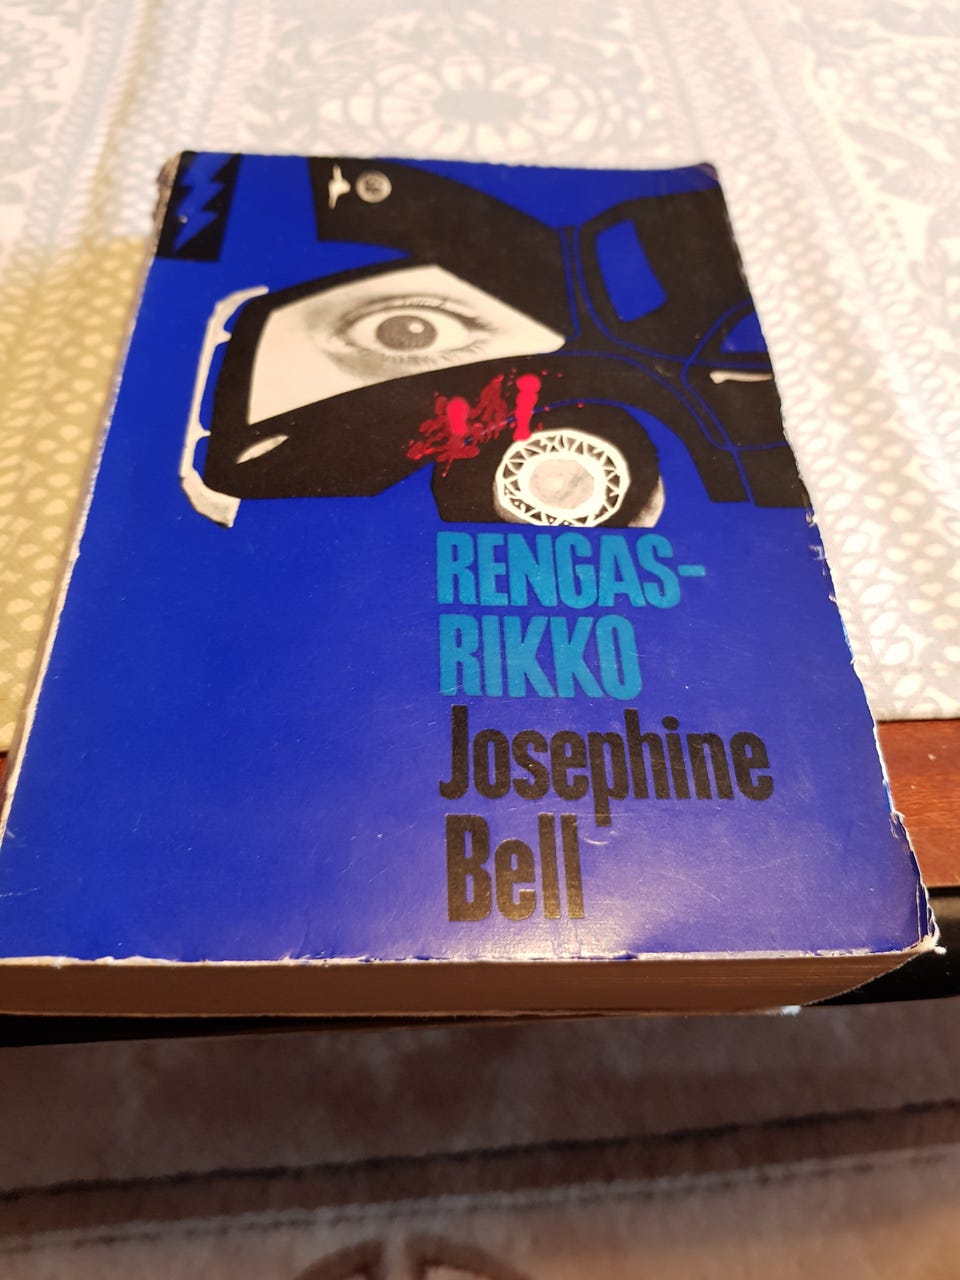 RENGAS-
RIKKO
Josephine
Bell